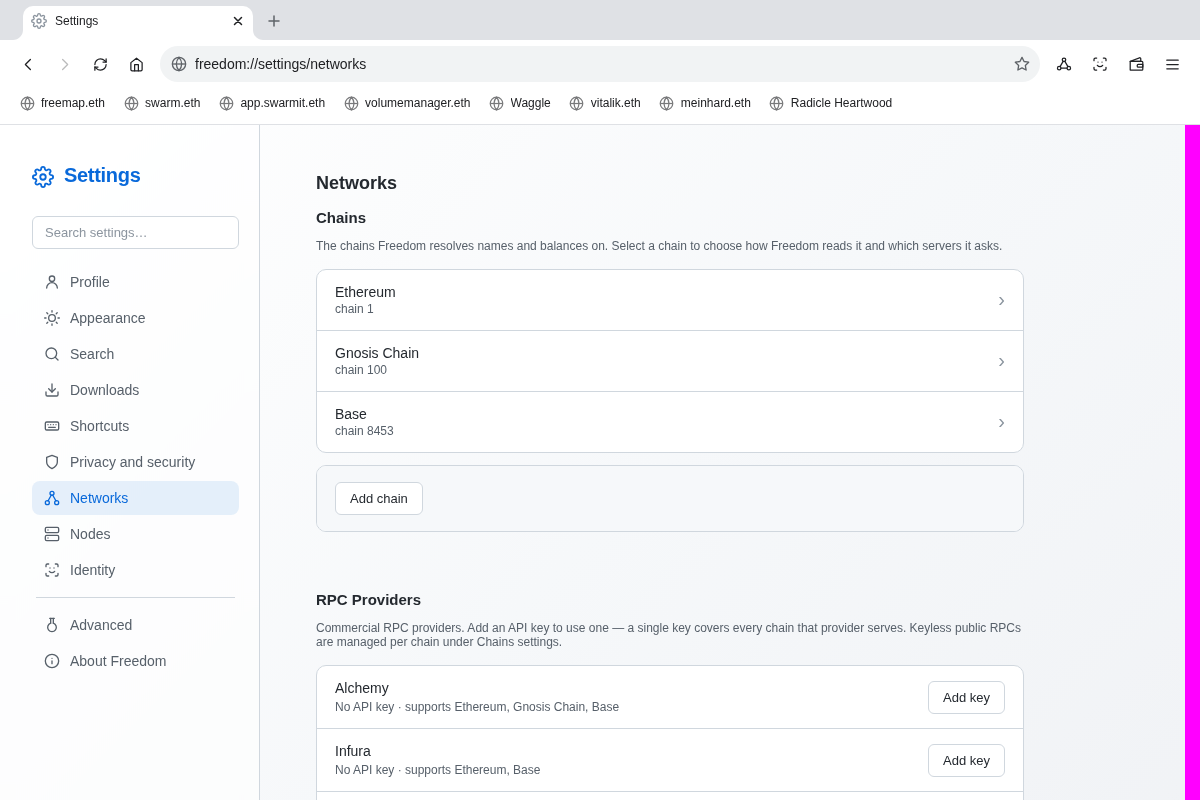 Settings
freedom://settings/networks
freemap.eth
swarm.eth
app.swarmit.eth
volumemanager.eth
Waggle
vitalik.eth
meinhard.eth
Radicle Heartwood
Settings
Search settings…
Profile
Appearance
Search
Downloads
Shortcuts
Privacy and security
Networks
Nodes
Identity
Advanced
About Freedom
Networks
Chains
The chains Freedom resolves names and balances on. Select a chain to choose how Freedom reads it and which servers it asks.
Ethereum
chain 1
Gnosis Chain
chain 100
Base
chain 8453
Add chain
RPC Providers
Commercial RPC providers. Add an API key to use one — a single key covers every chain that provider serves. Keyless public RPCs
are managed per chain under Chains settings.
Alchemy
No API key · supports Ethereum, Gnosis Chain, Base
Add key
Infura
No API key · supports Ethereum, Base
Add key